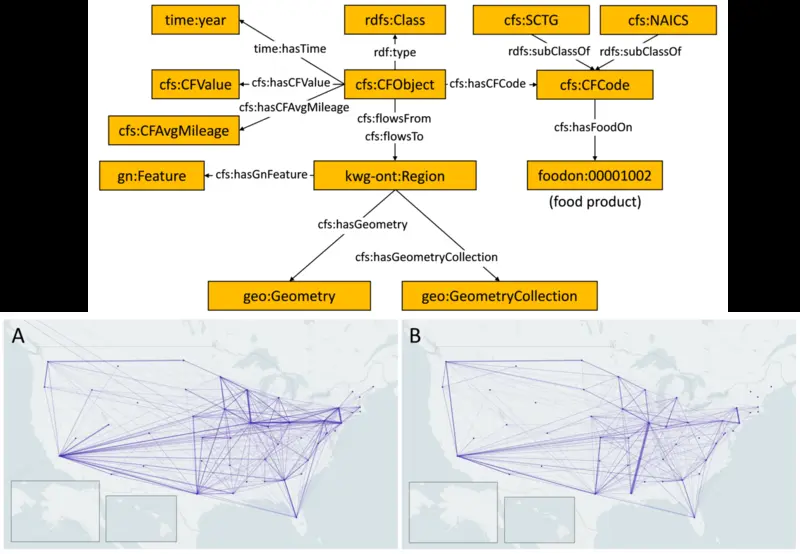 time:year
rdfs:Class
cfs:SCTG
cfs:NAICS
time:hasTime
rdf:type
rdfs:subClassOf
rdfs:subClassOf
cfs:CFValue
cfs:hasCFValue
cfs:CFObject
cfs:hasCFCode
cfs:CFCode
cfs:hasCFAvgMileage
cfs:flowsFrom
cfs:flowsTo
cfs:CFAvgMileage
cfs:hasFoodOn
gn:Feature
cfs:hasGnFeature
kwg-ont:Region
foodon:00001002
(food product)
cfs:hasGeometry
cfs:hasGeometryCollection
geo:Geometry
geo:GeometryCollection
A
B